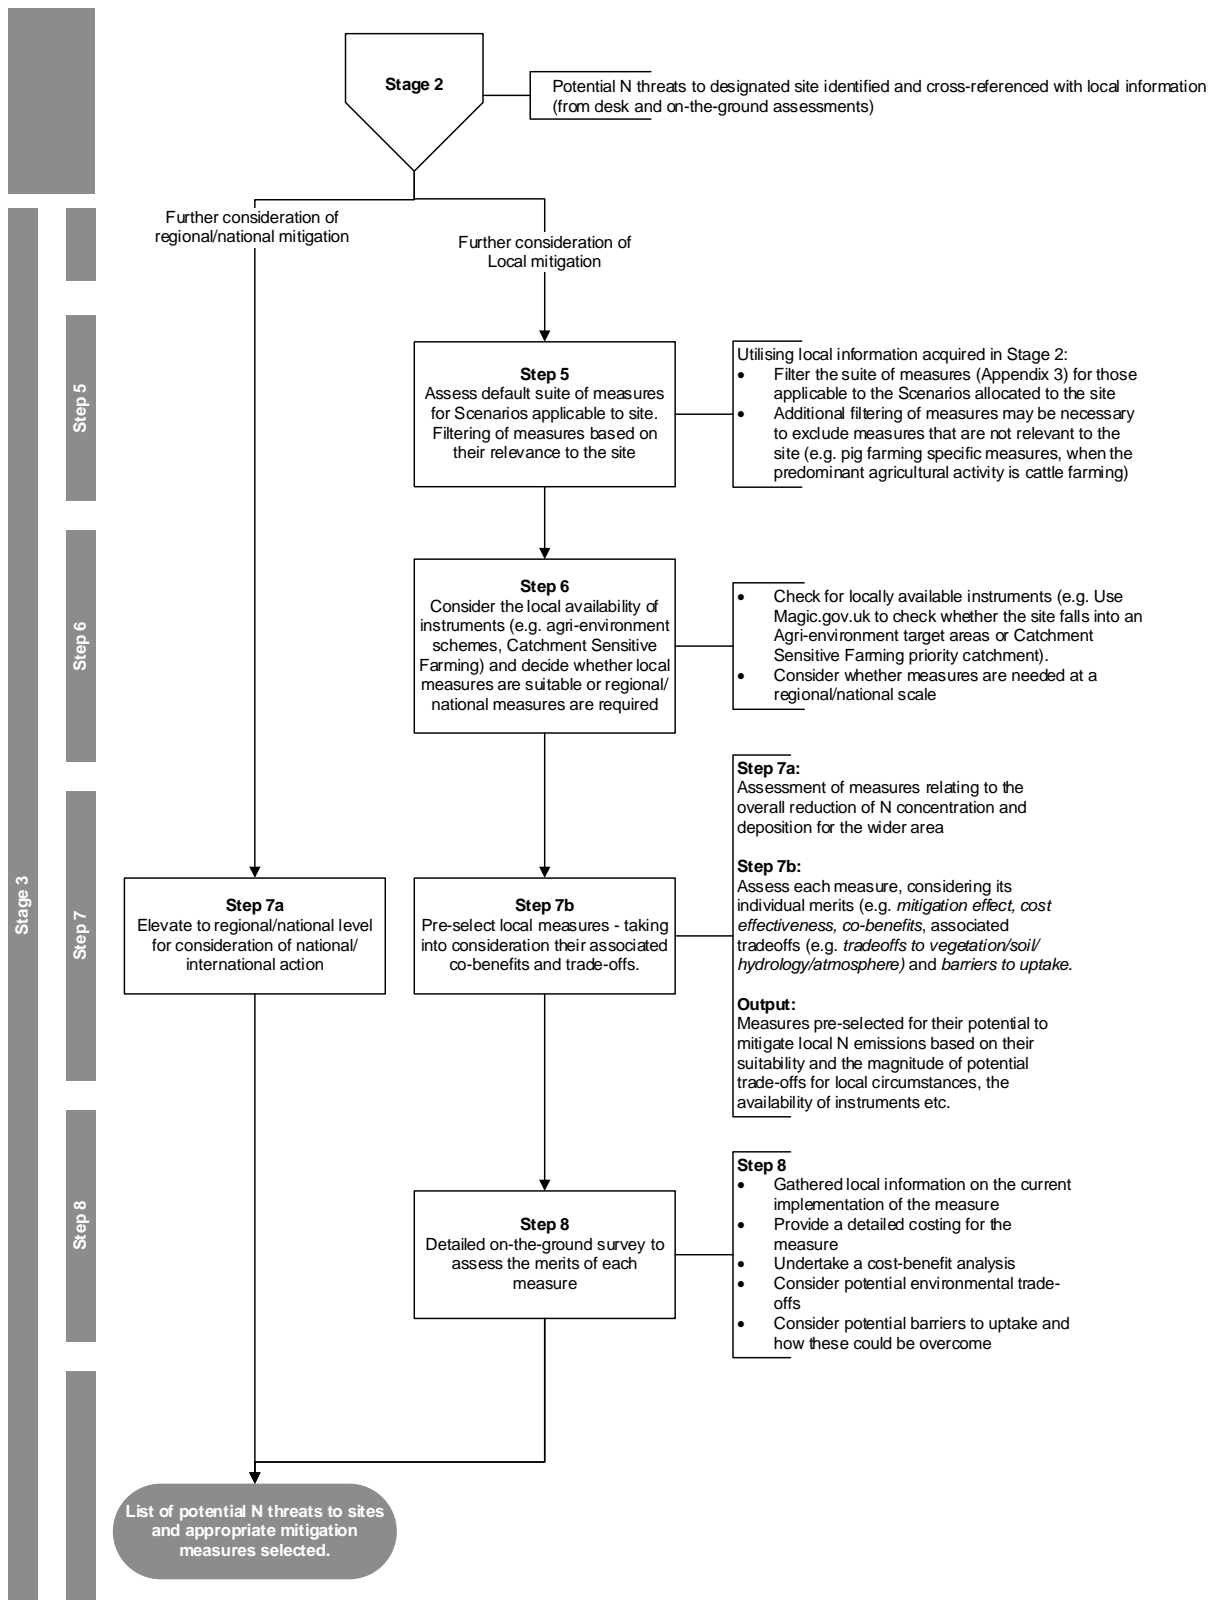 Stage 2
Potential N threats to designated site identified and cross-referenced with local information
(from desk and on-the-ground assessments)
Further consideration of
regional/national mitigation
Further consideration of
Local mitigation
Stage 3
Step 5
Step 5
Assess default suite of measures
for Scenarios applicable to site.
Filtering of measures based on
their relevance to the site
Utilising local information acquired in Stage 2:
• Filter the suite of measures (Appendix 3) for those
applicable to the Scenarios allocated to the site
• Additional filtering of measures may be necessary
to exclude measures that are not relevant to the
site (e.g. pig farming specific measures, when the
predominant agricultural activity is cattle farming)
Step 6
Step 6
Consider the local availability of
instruments (e.g. agri-environment
schemes, Catchment Sensitive
Farming) and decide whether local
measures are suitable or regional/
national measures are required
• Check for locally available instruments (e.g. Use
Magic.gov.uk to check whether the site falls into an
Agri-environment target areas or Catchment
Sensitive Farming priority catchment).
• Consider whether measures are needed at a
regional/national scale
Step 7
Step 7a
Elevate to regional/national level
for consideration of national/
international action
Step 7b
Pre-select local measures - taking
into consideration their associated
co-benefits and trade-offs.
Step 7a:
Assessment of measures relating to the
overall reduction of N concentration and
deposition for the wider area
Step 7b:
Assess each measure, considering its
individual merits (e.g. mitigation effect, cost
effectiveness, co-benefits, associated
tradeoffs (e.g. tradeoffs to vegetation/soil/
hydrology/atmosphere) and barriers to uptake.
Output:
Measures pre-selected for their potential to
mitigate local N emissions based on their
suitability and the magnitude of potential
trade-offs for local circumstances, the
availability of instruments etc.
Step 8
Step 8
Detailed on-the-ground survey to
assess the merits of each
measure
Step 8
• Gathered local information on the current
implementation of the measure
• Provide a detailed costing for the
measure
• Undertake a cost-benefit analysis
• Consider potential environmental trade-
offs
• Consider potential barriers to uptake and
how these could be overcome
List of potential N threats to sites
and appropriate mitigation
measures selected.